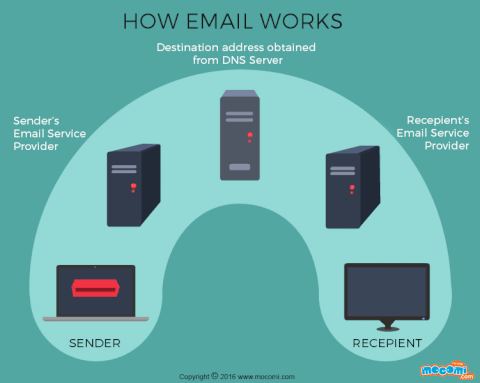 HOW EMAIL WORKS
Destination address obtained
from DNS Server
Sender's
Email Service
Provider
Recepient's
Email Service
Provider
SENDER
RECEPIENT
Copyright © 2016 www.mocomi.com
mocomi
.com